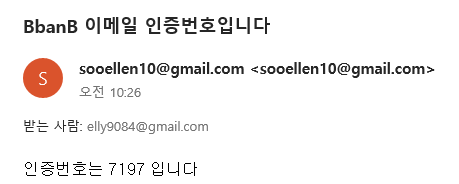 BbanB 이메일 인증번호입니다
S
sooellen10@gmail.com <sooellen10@gmail.com>
오전 10:26
받는 사람: elly9084@gmail.com
인증번호는 7197 입니다